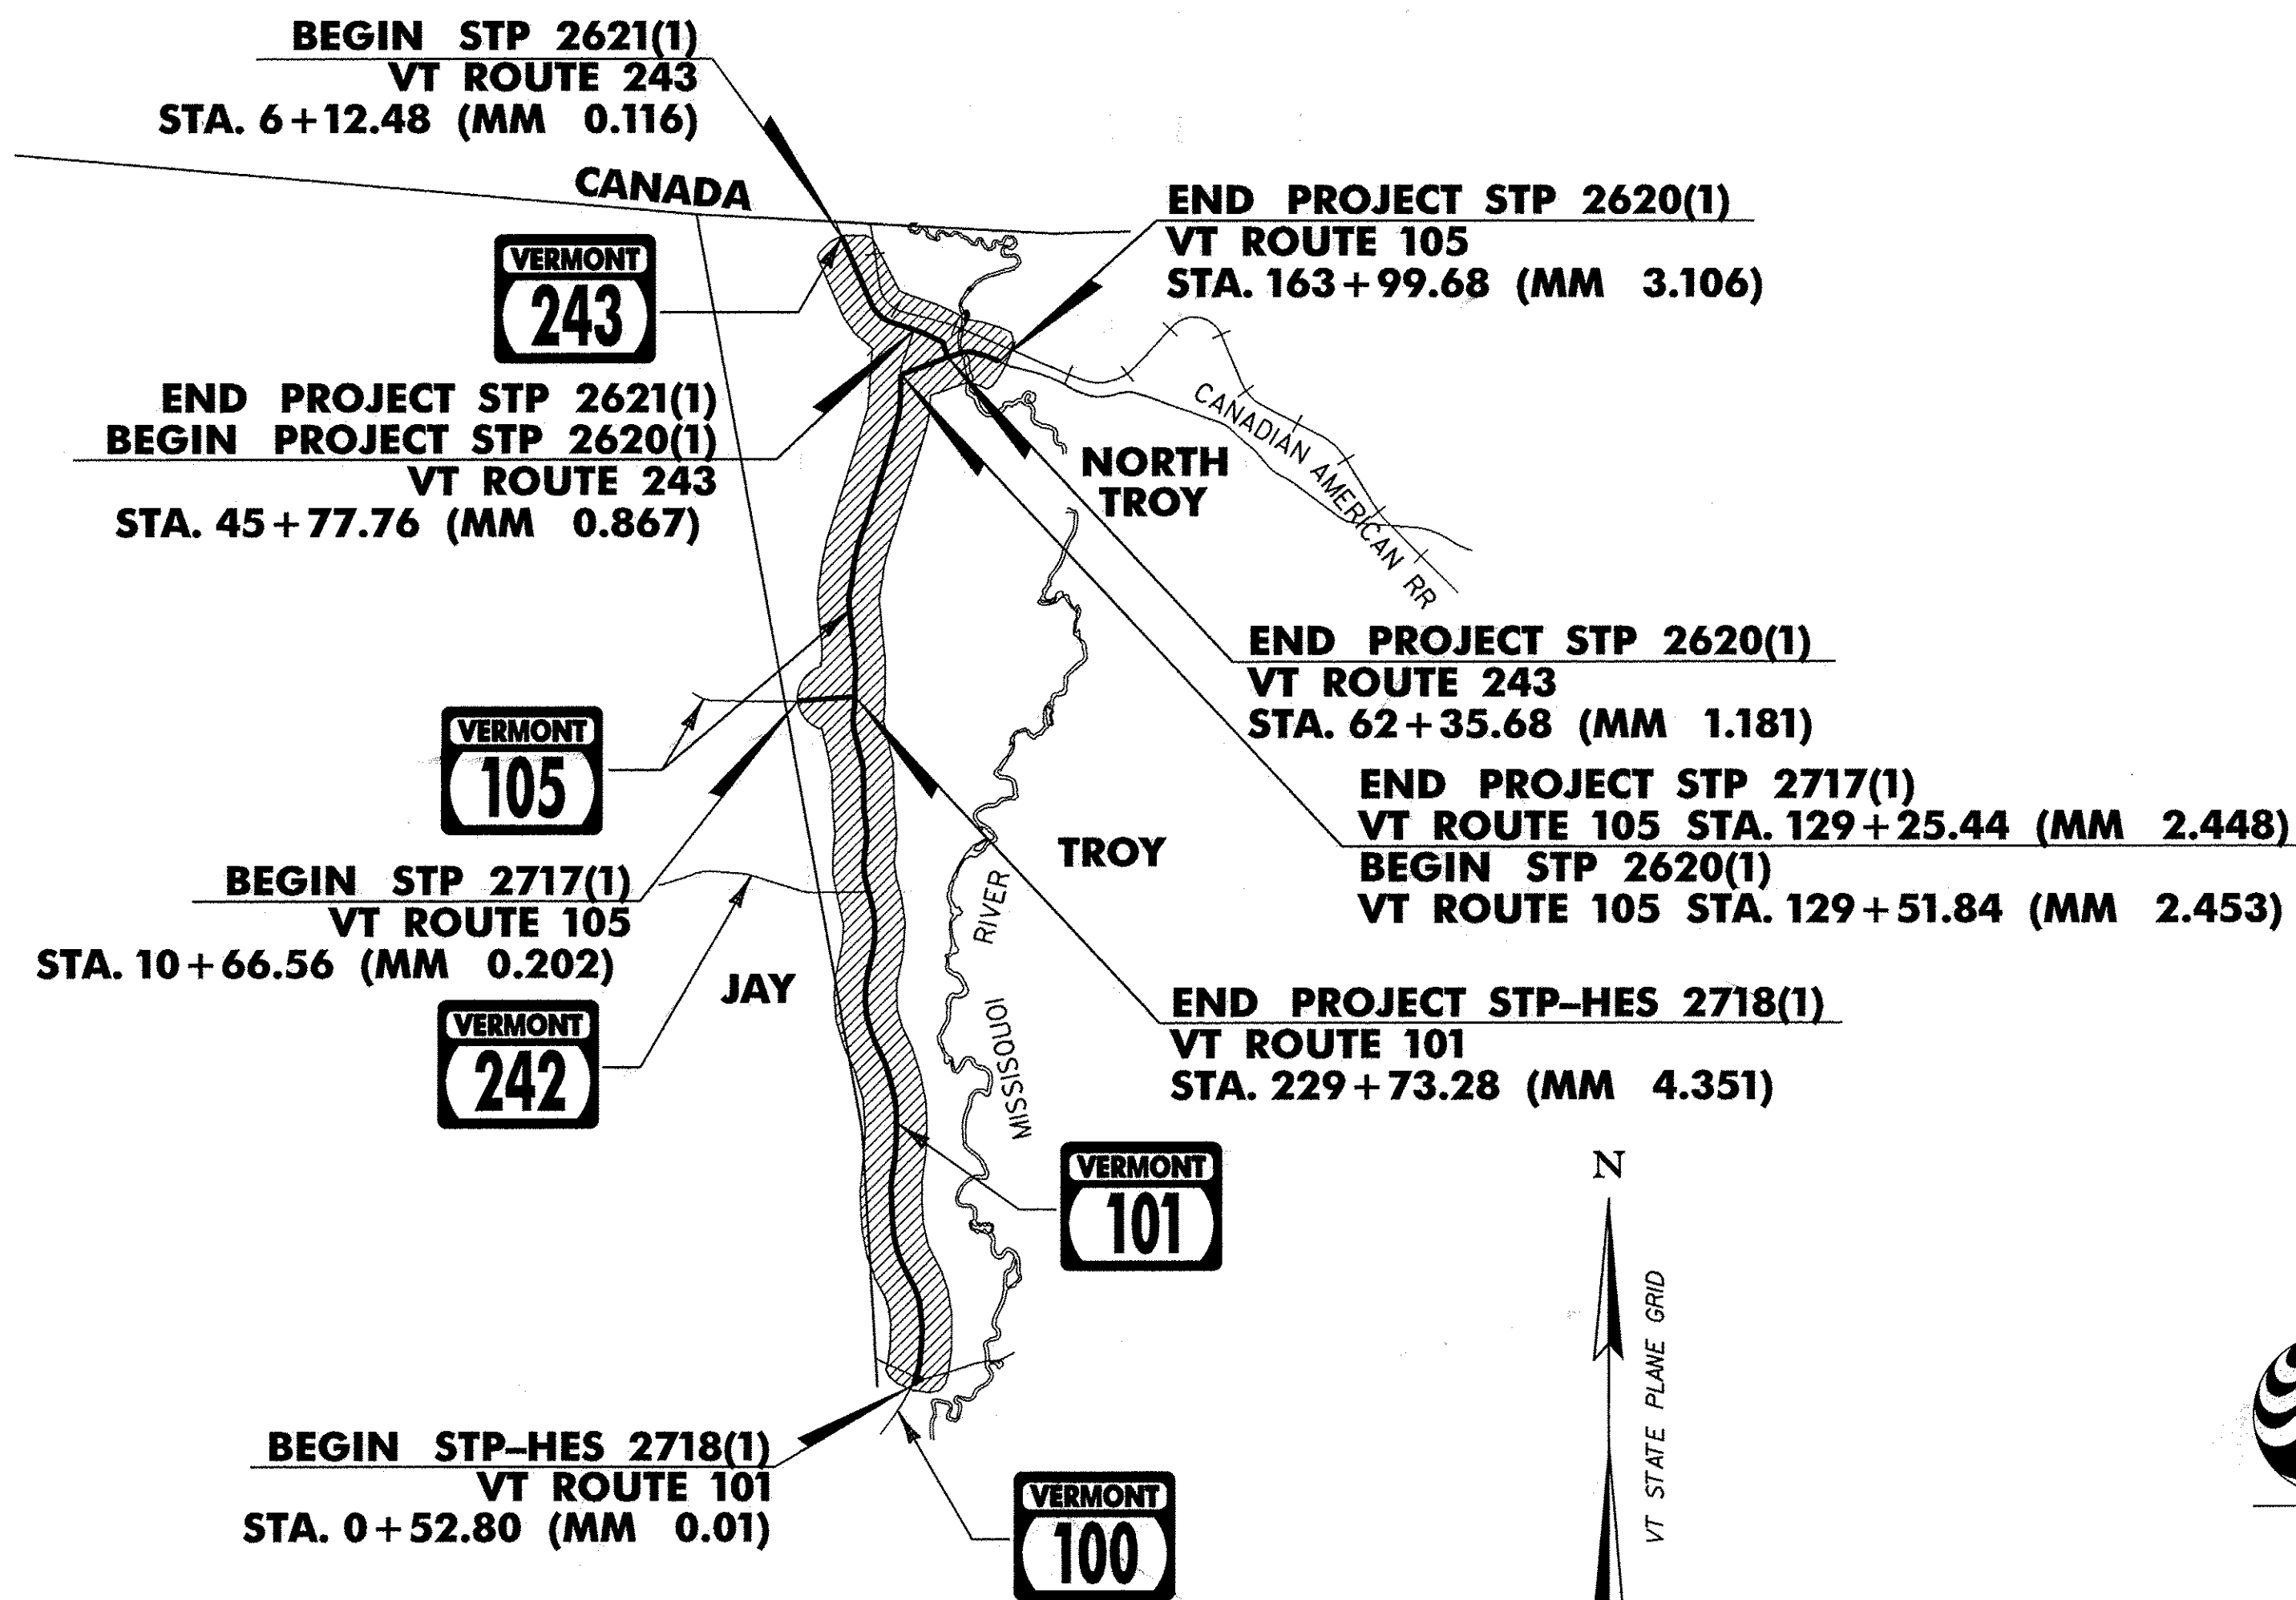 BEGIN STP 2621(1)
VT ROUTE 243
STA. 6+12.48 (MM 0.116)
CANADA
END PROJECT STP 2620(1)
VT ROUTE 105
STA. 163+99.68 (MM 3.106)
VERMONT
243
END PROJECT STP 2621(1)
BEGIN PROJECT STP 2620(1)
VT ROUTE 243
STA. 45+77.76 (MM 0.867)
CANADIAN AMERICAN RR
NORTH
TROY
END PROJECT STP 2620(1)
VT ROUTE 243
STA. 62+35.68 (MM 1.181)
VERMONT
105
END PROJECT STP 2717(1)
VT ROUTE 105 STA. 129+25.44 (MM 2.448)
BEGIN STP 2620(1)
VT ROUTE 105 STA. 129+51.84 (MM 2.453)
TROY
BEGIN STP 2717(1)
VT ROUTE 105
STA. 10+66.56 (MM 0.202)
JAY
MISSISQUOI RIVER
END PROJECT STP-HES 2718(1)
VT ROUTE 101
STA. 229+73.28 (MM 4.351)
VERMONT
242
VERMONT
101
N
VT STATE PLANE GRID
BEGIN STP-HES 2718(1)
VT ROUTE 101
STA. 0+52.80 (MM 0.01)
VERMONT
100